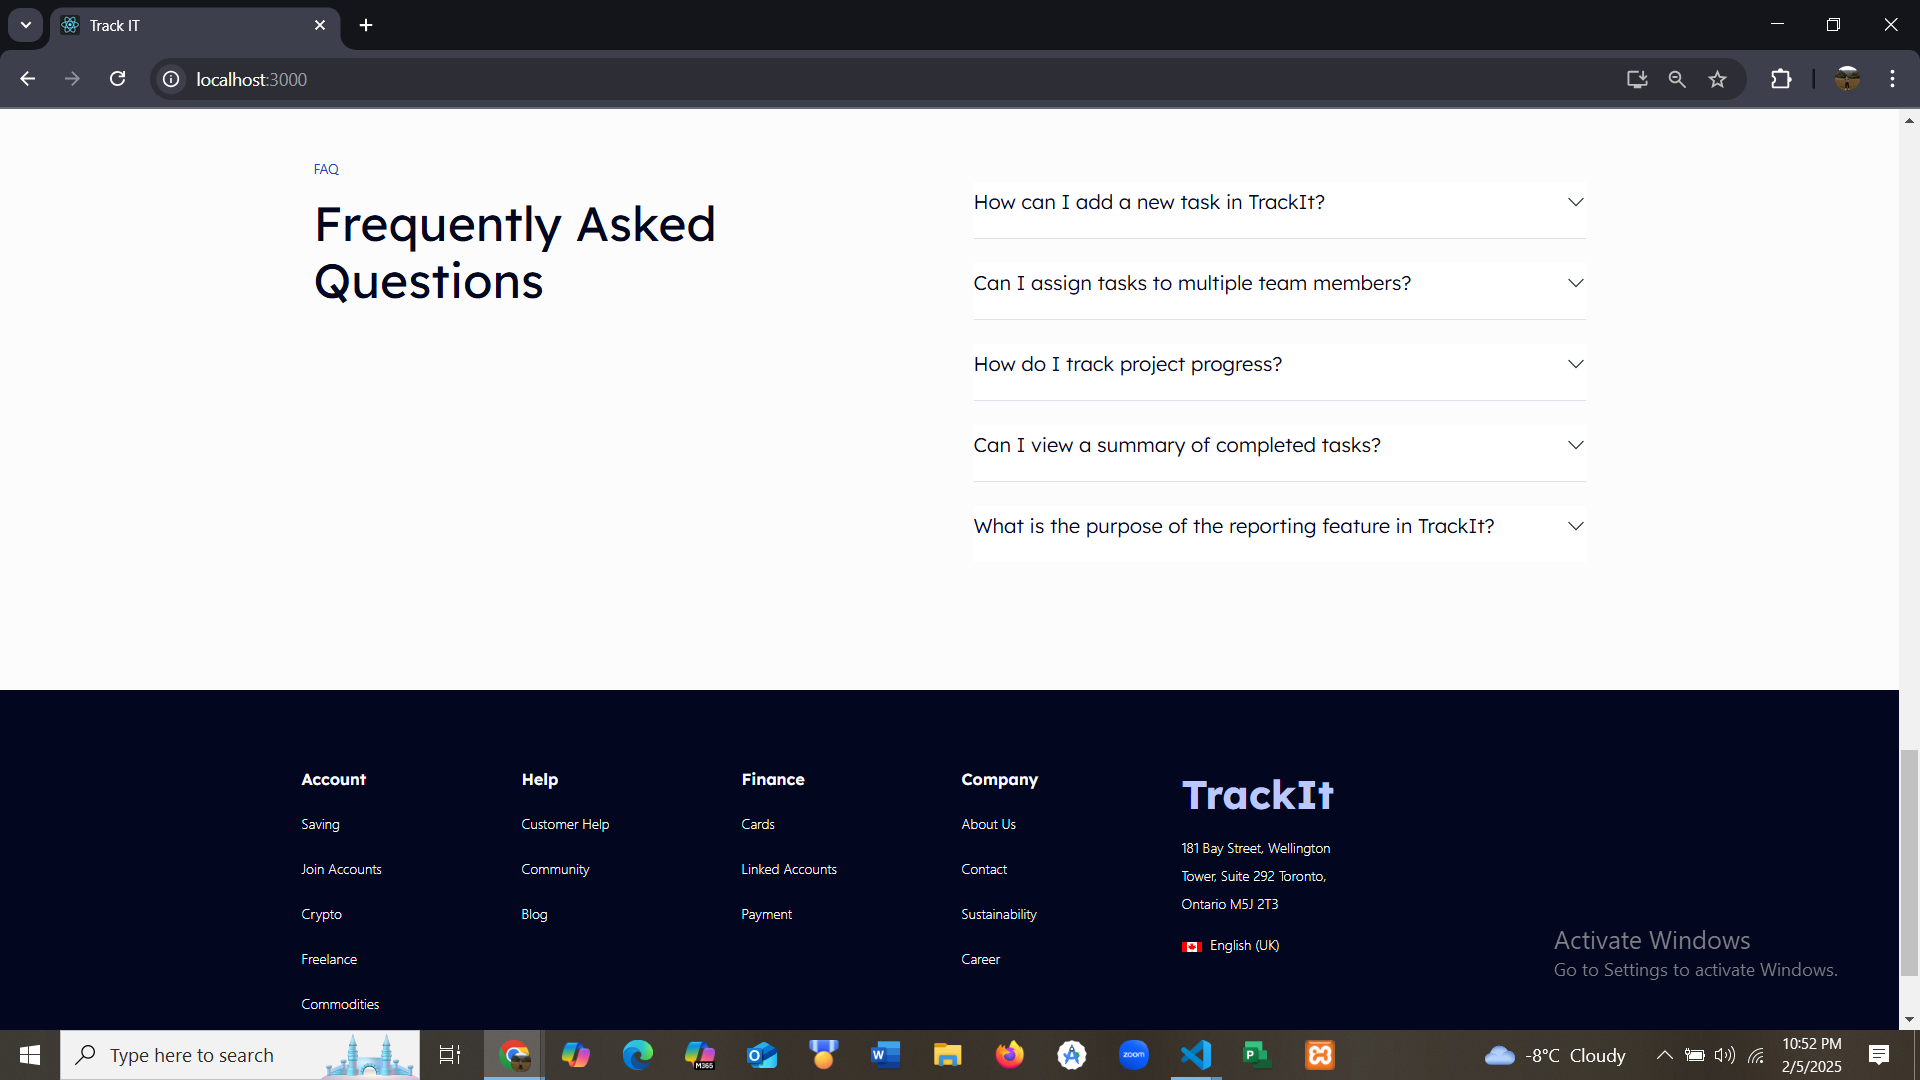 Track IT
localhost:3000
FAQ
Frequently Asked
Questions
How can I add a new task in TrackIt?
Can I assign tasks to multiple team members?
How do I track project progress?
Can I view a summary of completed tasks?
What is the purpose of the reporting feature in TrackIt?
Account
Saving
Join Accounts
Crypto
Freelance
Commodities
Help
Customer Help
Community
Blog
Finance
Cards
Linked Accounts
Payment
Company
About Us
Contact
Sustainability
Career
TrackIt
181 Bay Street, Wellington
Tower, Suite 292 Toronto,
Ontario M5J 2T3
English (UK)
Activate Windows
Go to Settings to activate Windows.
Type here to search
M365
W
zoom
P
-8°C Cloudy
10:52 PM
2/5/2025